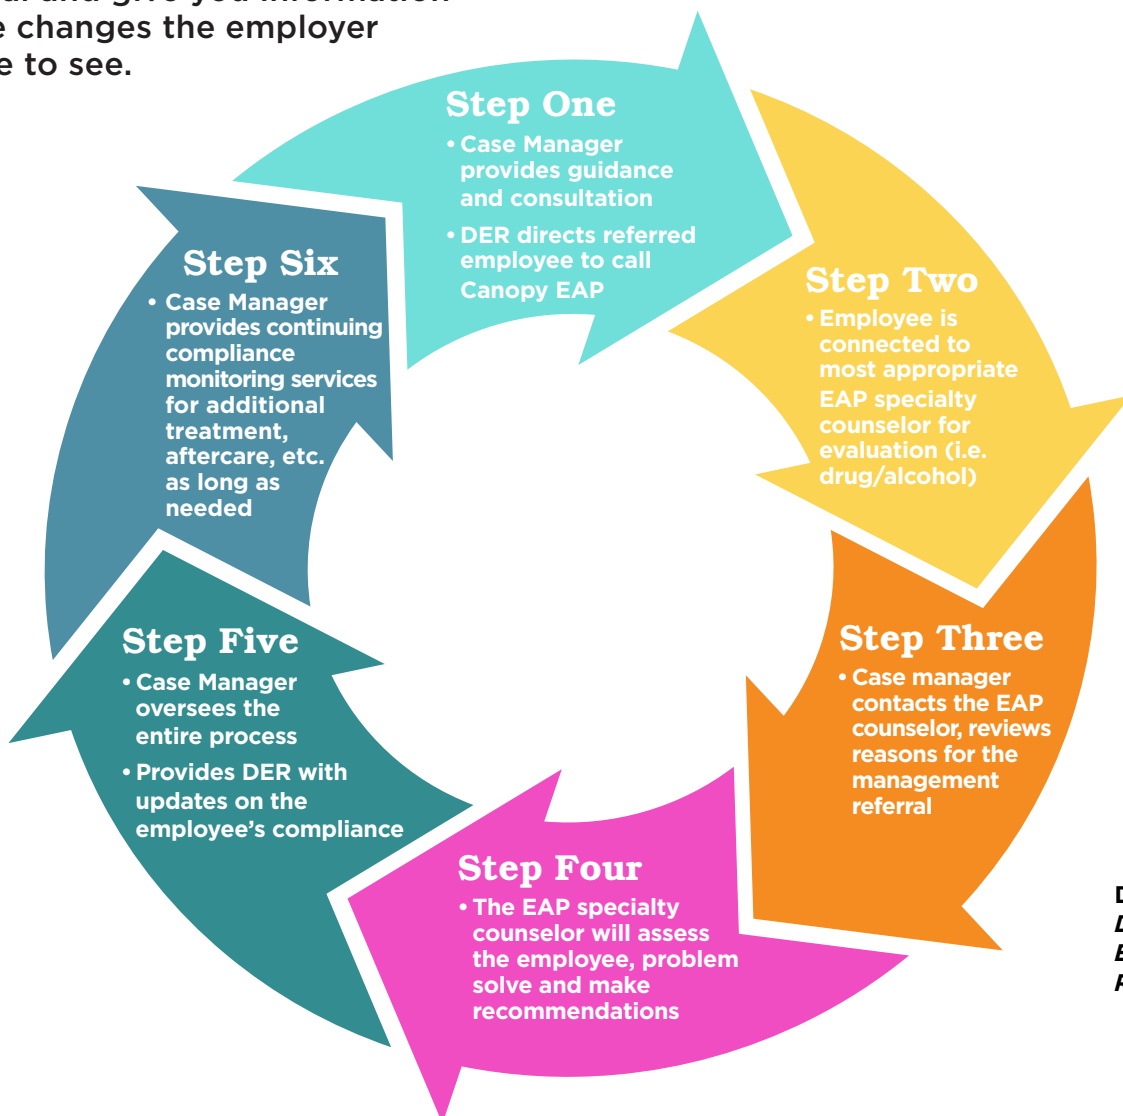 and give you information
changes the employer
to see.
Step One
• Case Manager
provides guidance
and consultation
• DER directs referred
employee to call
Canopy EAP
Step Two
• Employee is
connected to
most appropriate
EAP specialty
counselor for
evaluation (i.e.
drug/alcohol)
Step Three
• Case manager
contacts the EAP
counselor, reviews
reasons for the
management
referral
Step Four
• The EAP specialty
counselor will assess
the employee, problem
solve and make
recommendations
Step Five
• Case Manager
oversees the
entire process
• Provides DER with
updates on the
employee's compliance
Step Six
• Case Manager
provides continuing
compliance
monitoring services
for additional
treatment,
aftercare, etc.
as long as
needed